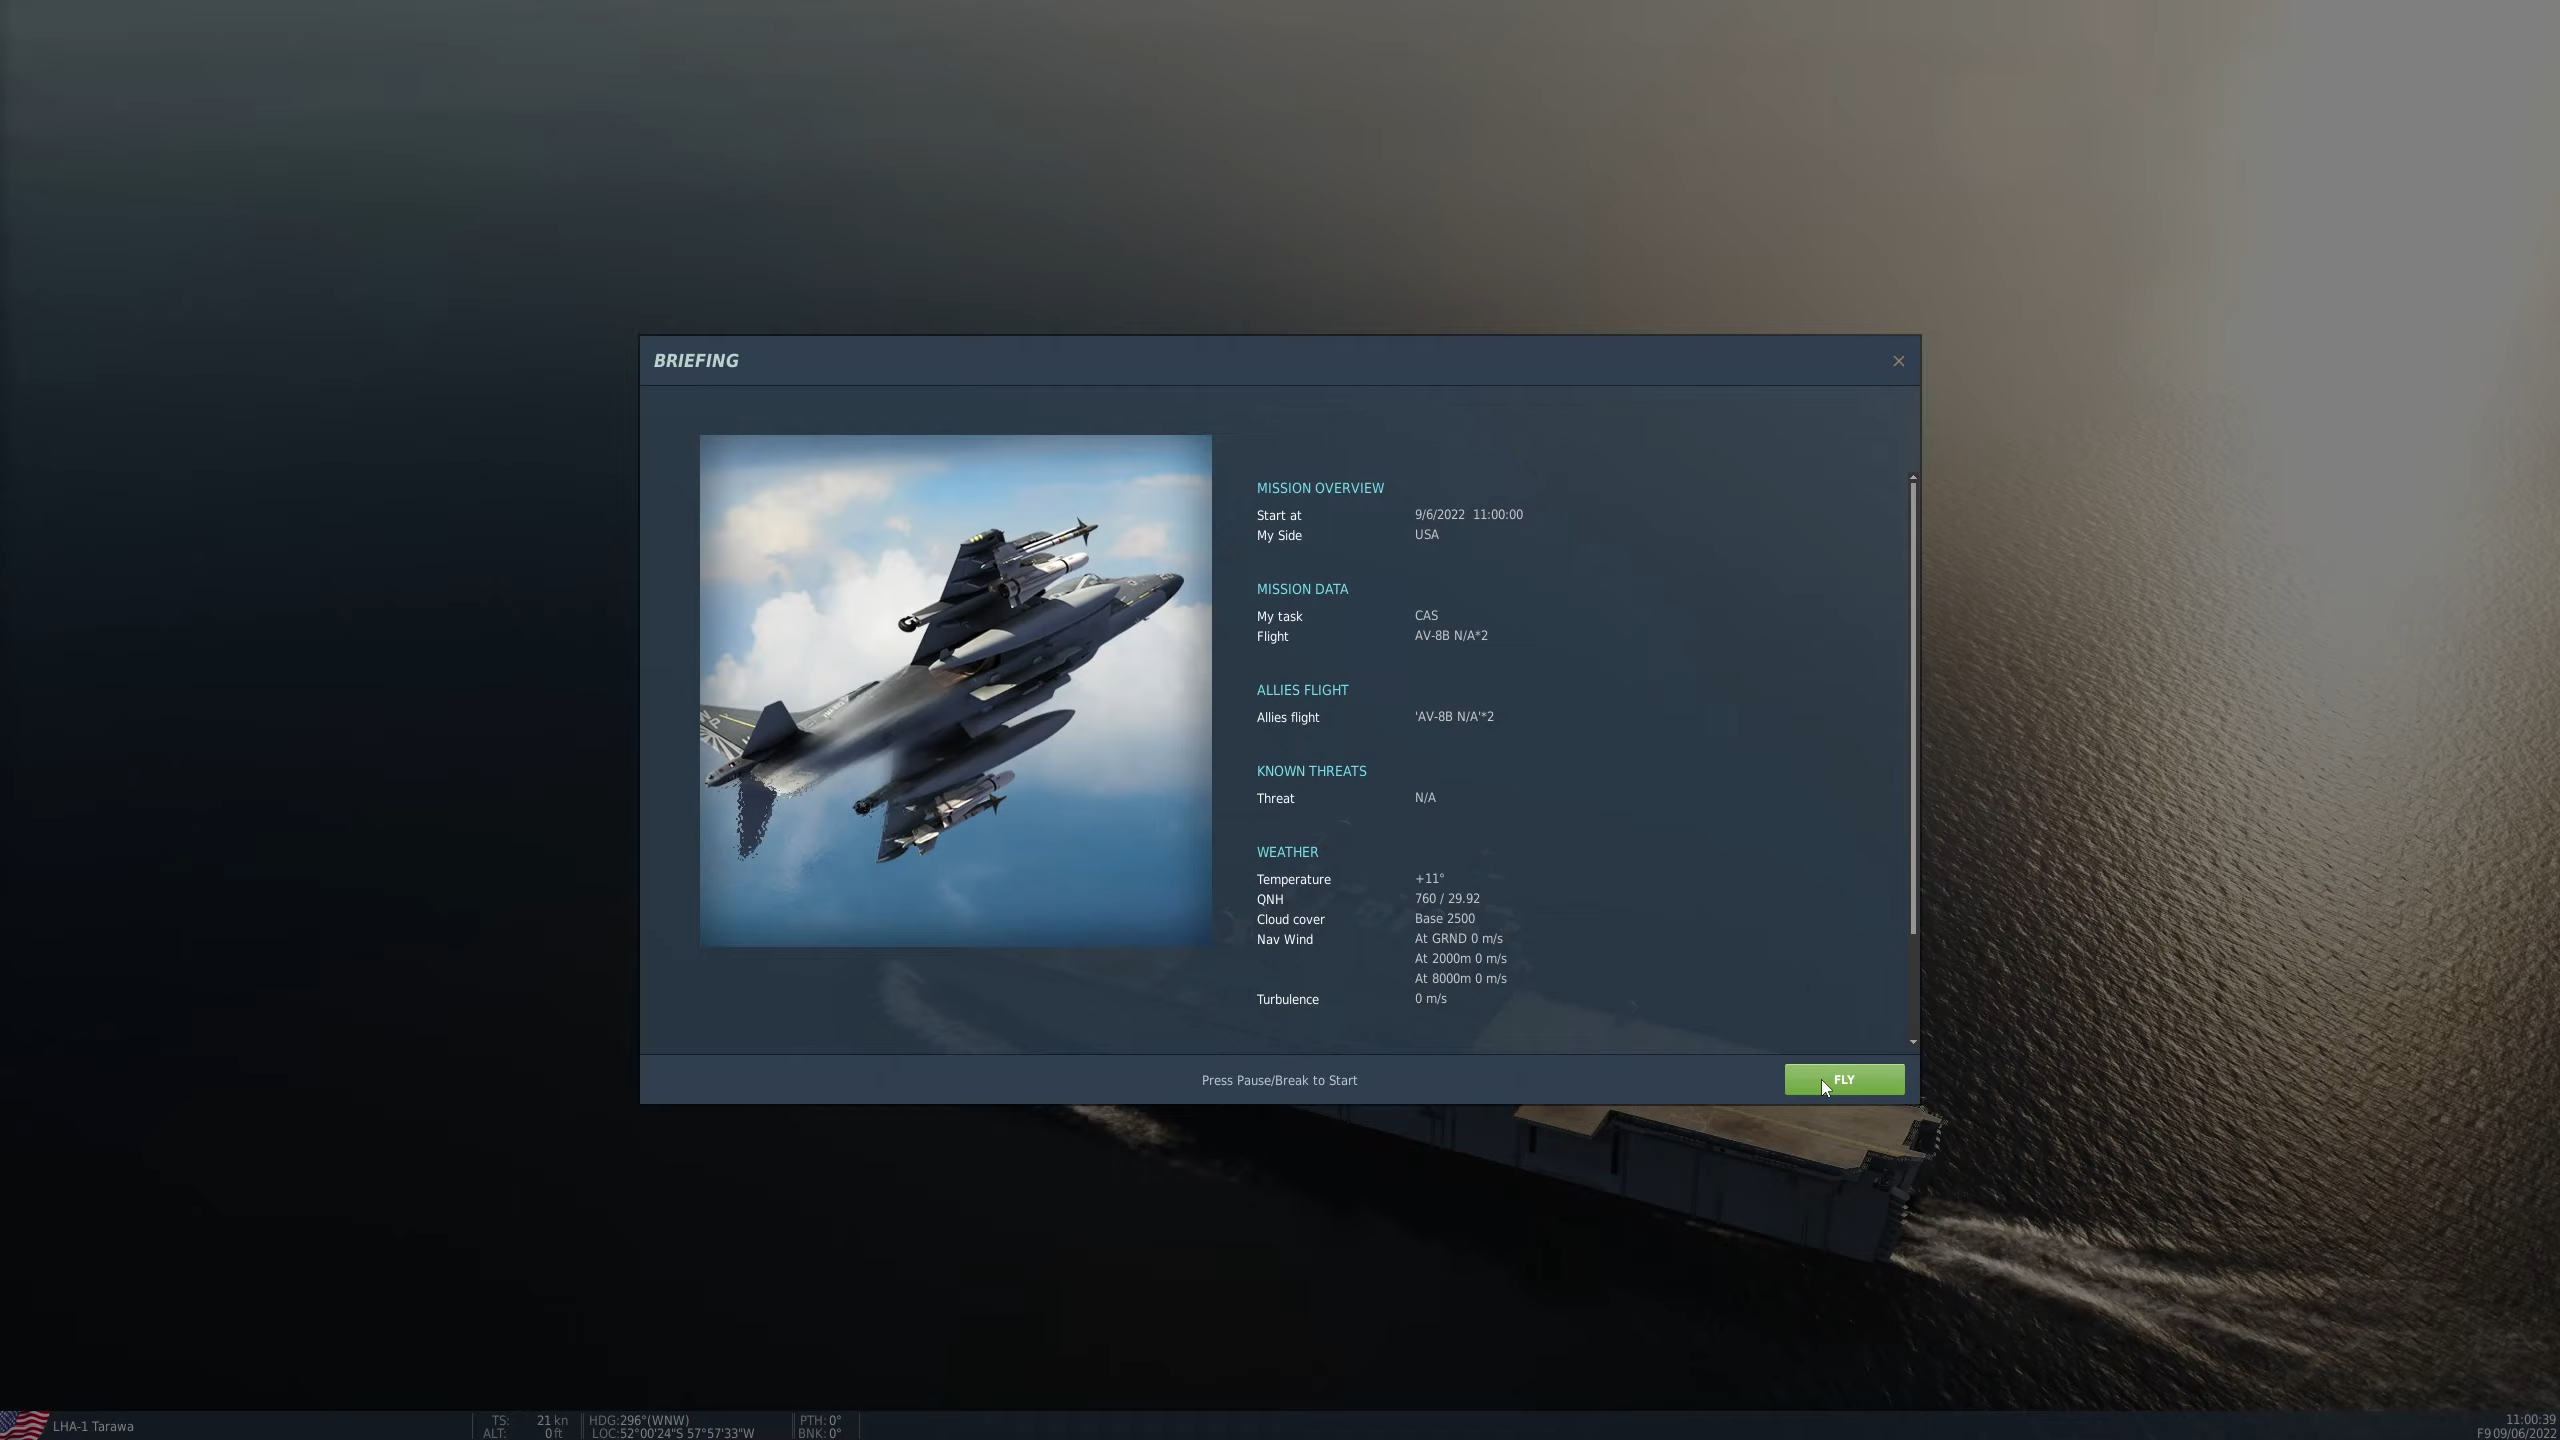 BRIEFING
MISSION OVERVIEW
Start at 9/6/2022 11:00:00
My Side USA
MISSION DATA
My task CAS
Flight AV-8B N/A*2
ALLIES FLIGHT
Allies flight 'AV-8B N/A'*2
KNOWN THREATS
Threat N/A
WEATHER
Temperature +11°
QNH 760 / 29.92
Cloud cover Base 2500
Nav Wind At GRND 0 m/s
At 2000m 0 m/s
At 8000m 0 m/s
Turbulence 0 m/s
Press Pause/Break to Start
FLY
LHA-1 Tarawa
TS: 21 kn HDG:296°(WNW) PTH: 0° 11:00:39
ALT: 0 ft LOC:52°00'24"S 57°57'33"W BNK: 0° F9 09/06/2022